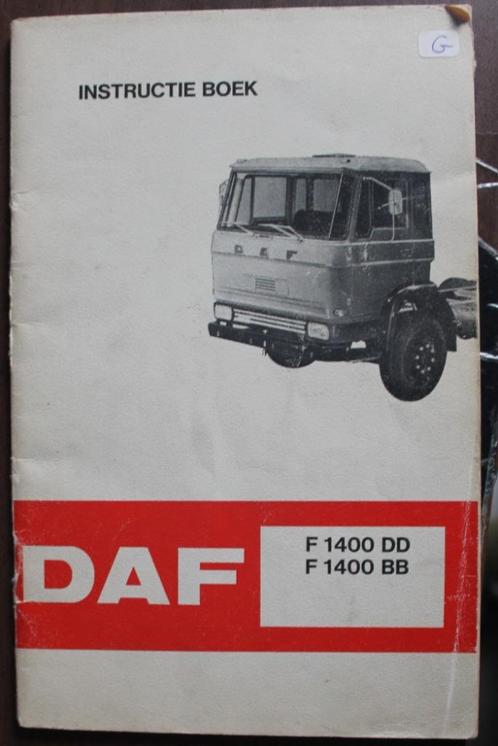 G
INSTRUCTIE BOEK
DAF
DAF
F 1400 DD
F 1400 BB